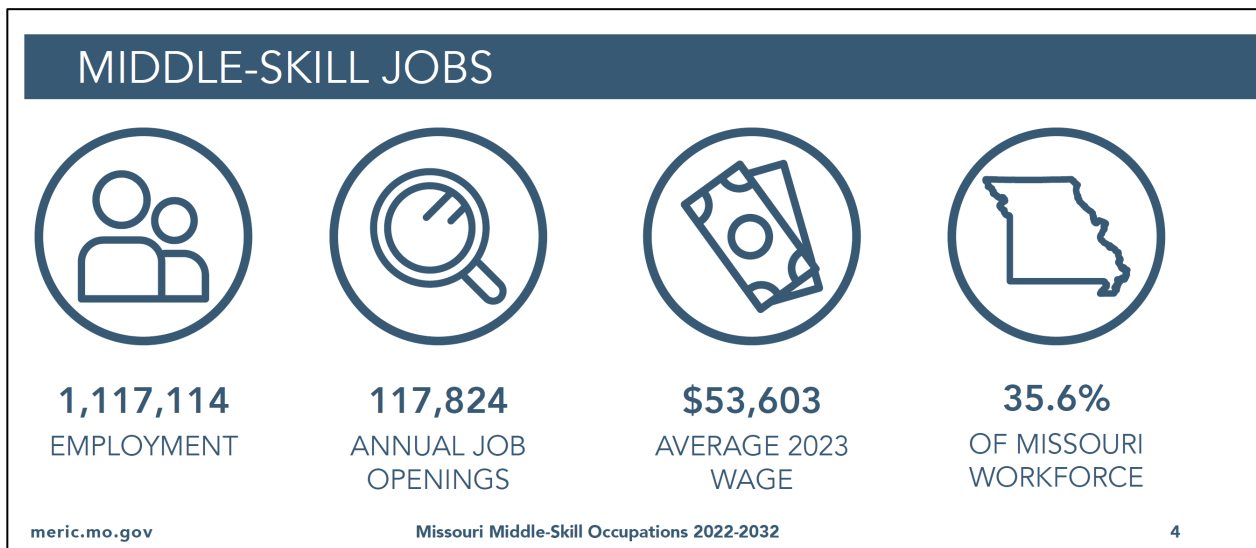 MIDDLE-SKILL JOBS
1,117,114
EMPLOYMENT
117,824
ANNUAL JOB
OPENINGS
$53,603
AVERAGE 2023
WAGE
35.6%
OF MISSOURI
WORKFORCE
meric.mo.gov
Missouri Middle-Skill Occupations 2022-2032
4